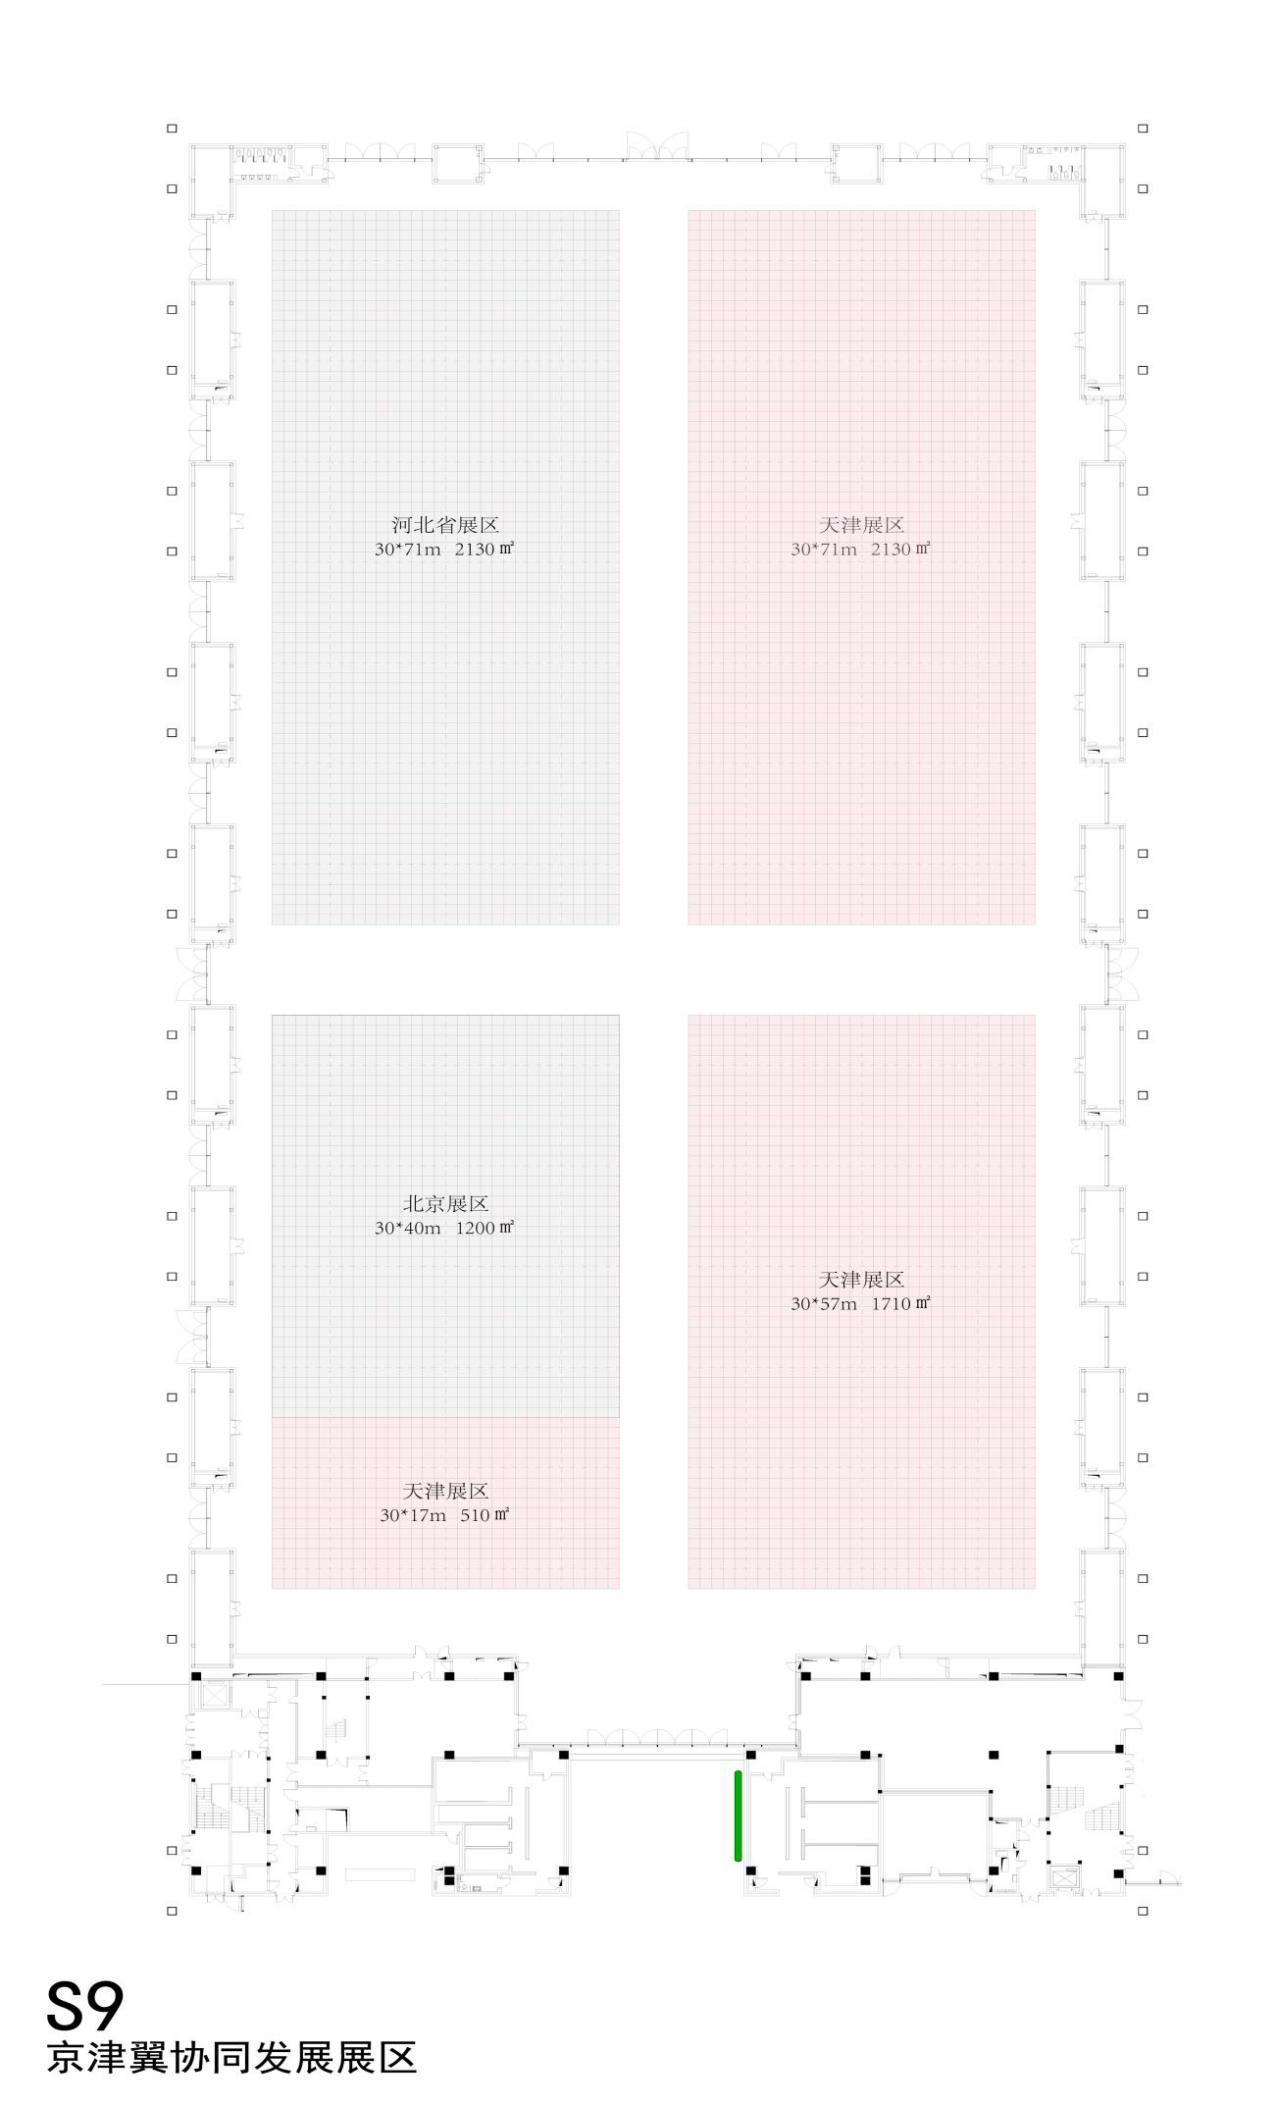 河北省展区
30*71m 2130㎡
天津展区
30*71m 2130㎡
北京展区
30*40m 1200㎡
天津展区
30*57m 1710㎡
天津展区
30*17m 510㎡
S9
京津翼协同发展展区